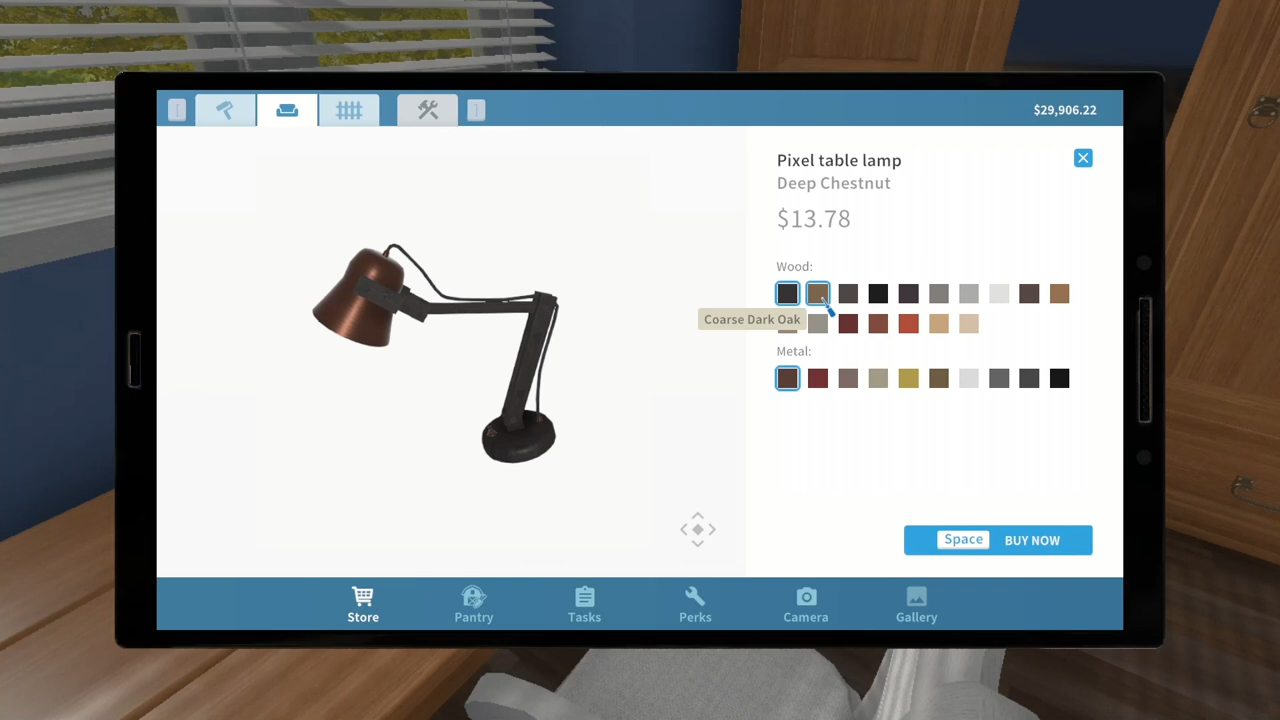 $29,906.22
Pixel table lamp
Deep Chestnut
$13.78
Wood:
Coarse Dark Oak
Metal:
Space BUY NOW
Store Pantry Tasks Perks Camera Gallery